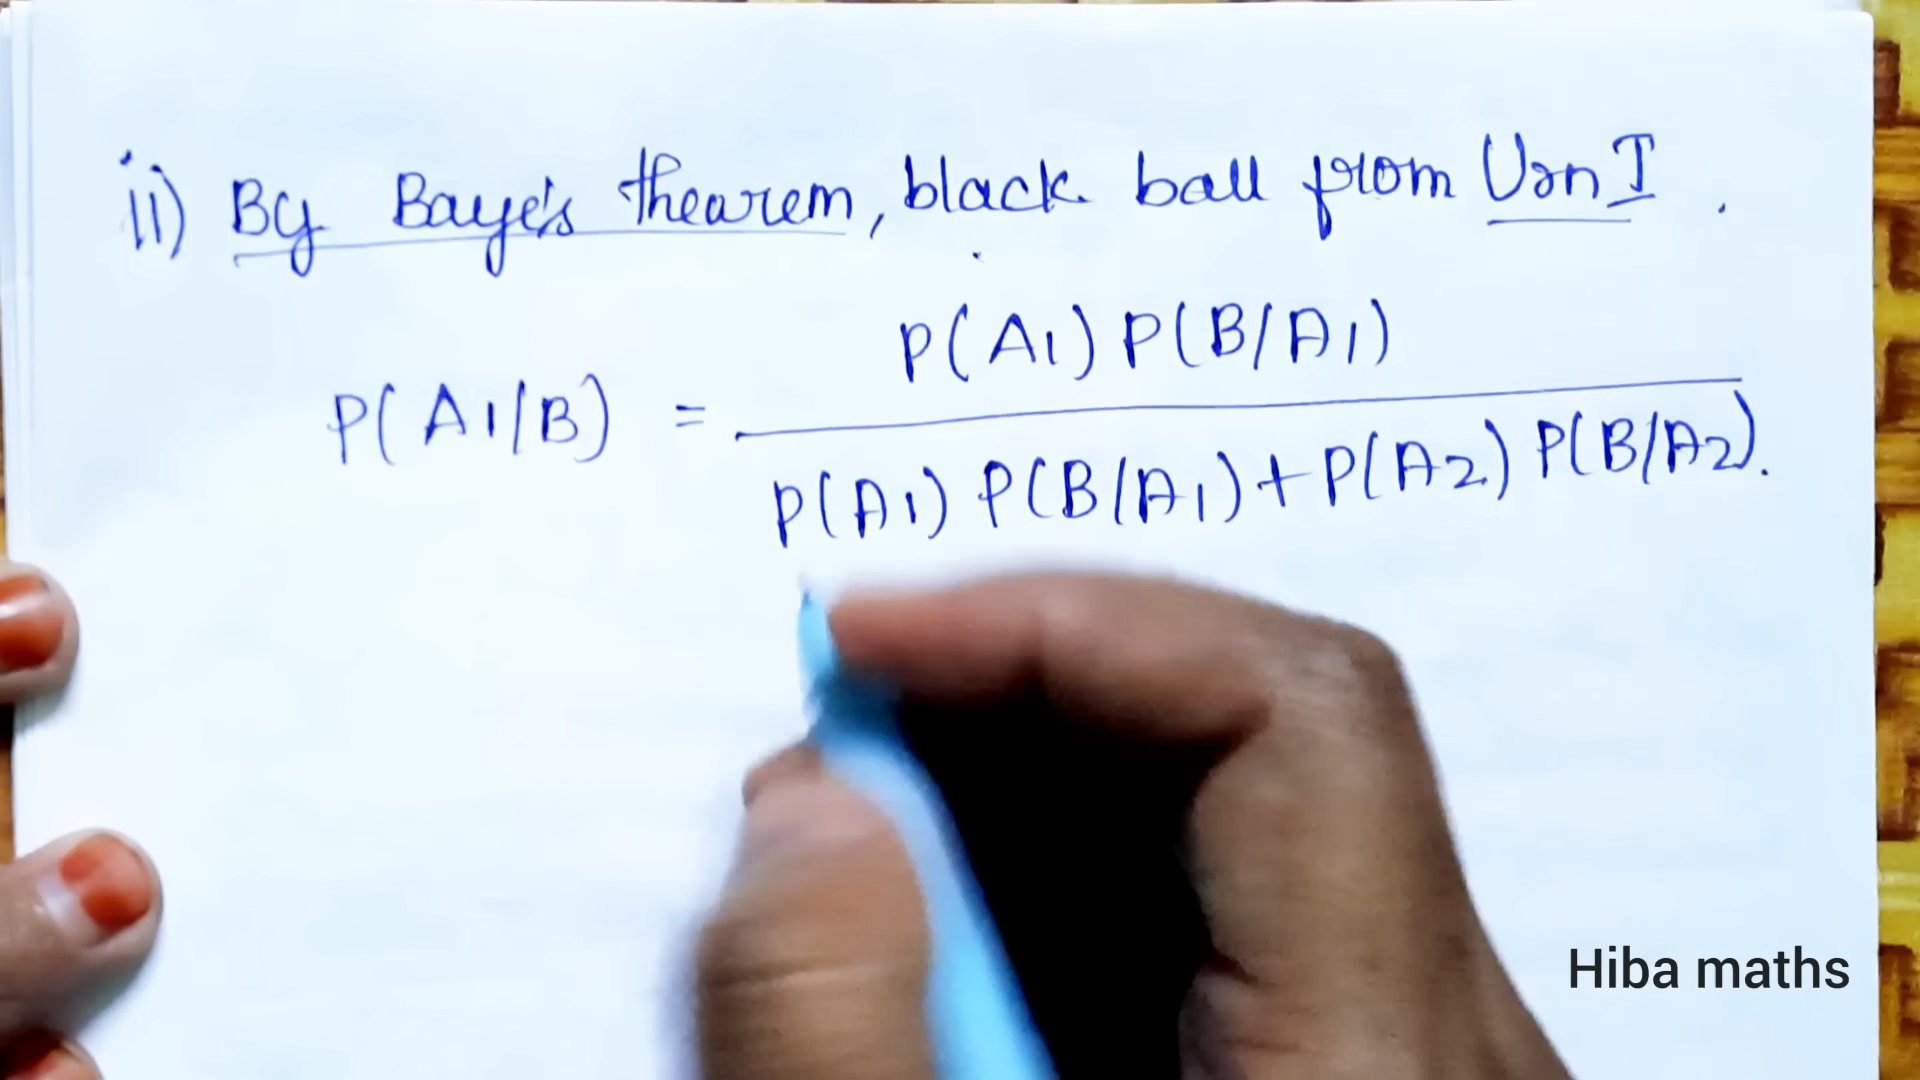 ii) By Baye's thearem, black ball from Urn I .
P(A1) P(B/A1)
P(A1/B) =
P(A1) P(B/A1) + P(A2) P(B/A2).
Hiba maths